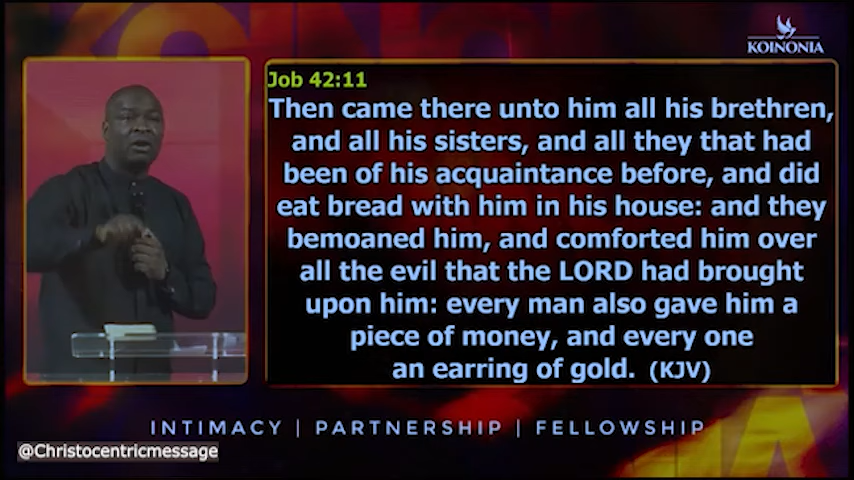 KOINONIA
Job 42:11
Then came there unto him all his brethren,
and all his sisters, and all they that had
been of his acquaintance before, and did
eat bread with him in his house: and they
bemoaned him, and comforted him over
all the evil that the LORD had brought
upon him: every man also gave him a
piece of money, and every one
an earring of gold. (KJV)
INTIMACY | PARTNERSHIP | FELLOWSHIP
@Christocentricmessage